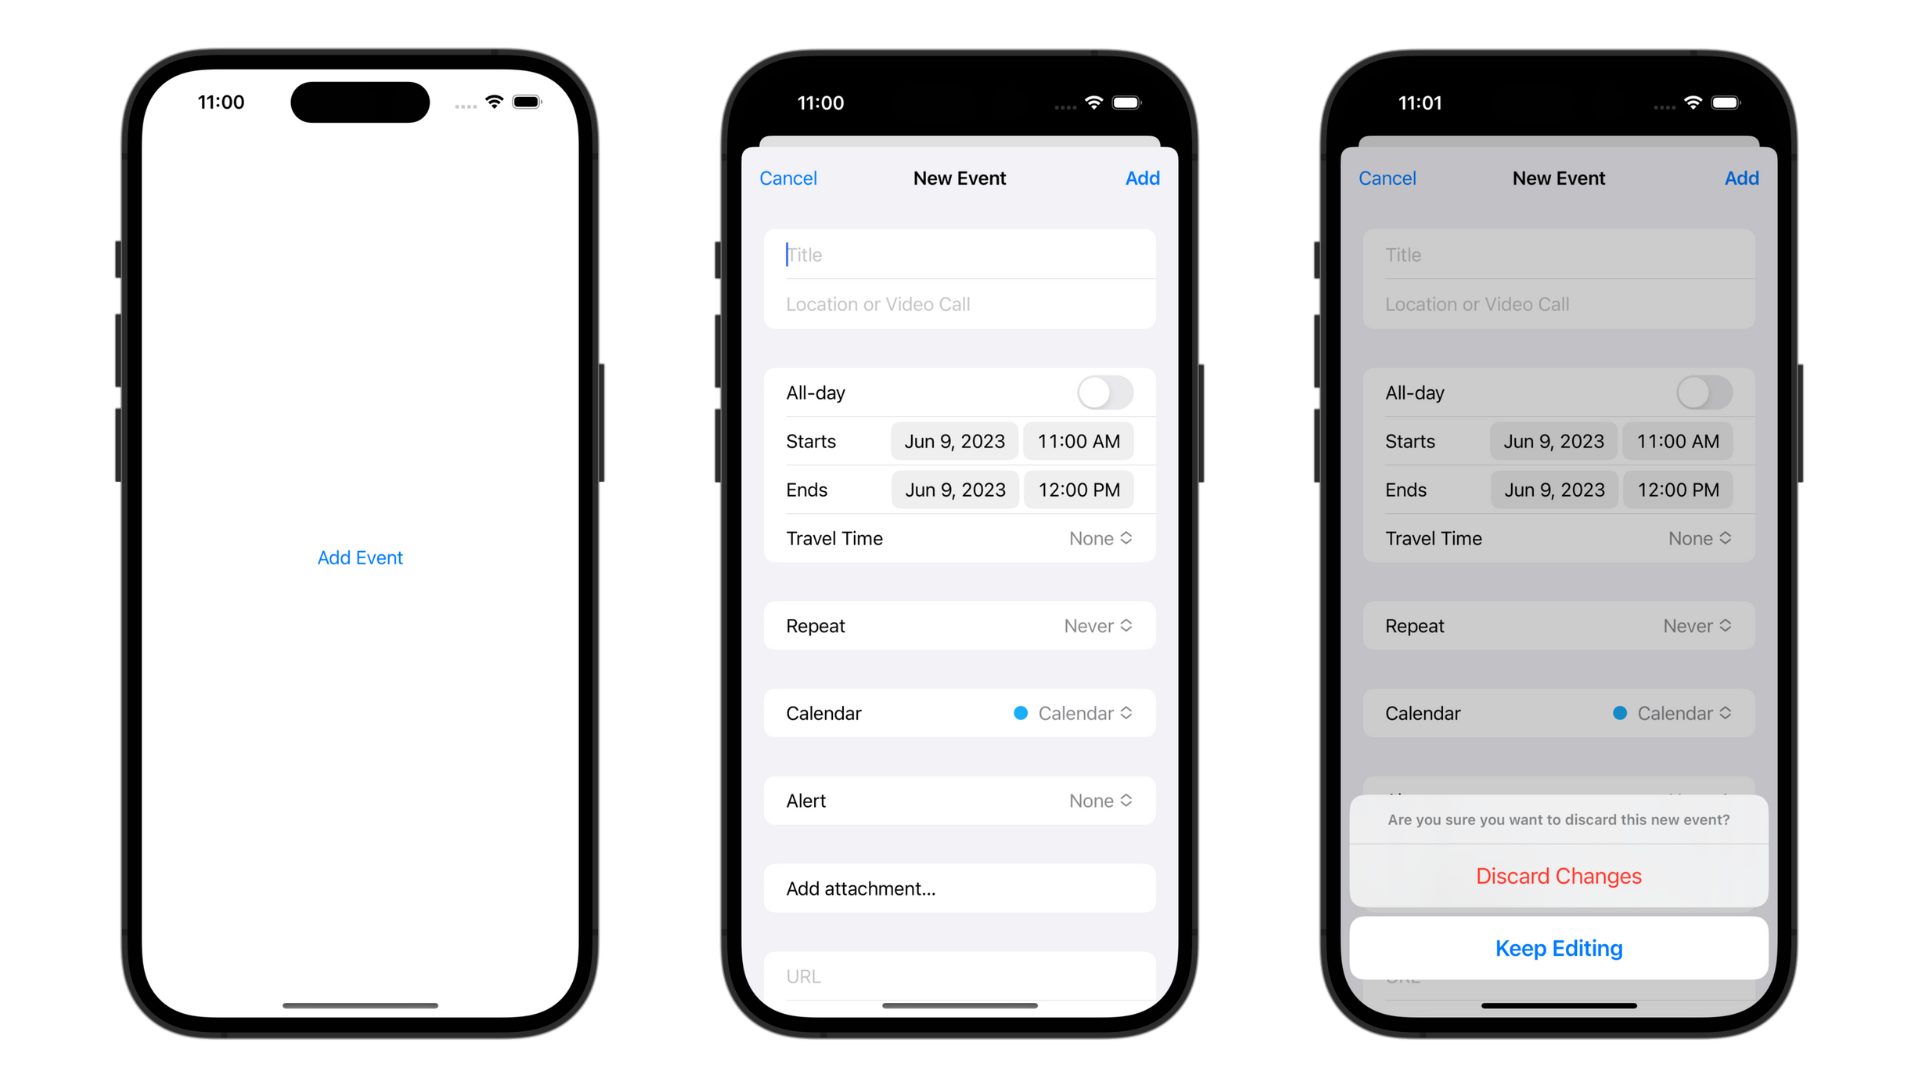 11:00
Add Event
11:00
Cancel New Event Add
Title
Location or Video Call
All-day
Starts Jun 9, 2023 11:00 AM
Ends Jun 9, 2023 12:00 PM
Travel Time None
Repeat Never
Calendar Calendar
Alert None
Add attachment...
URL
11:01
Cancel New Event Add
Title
Location or Video Call
All-day
Starts Jun 9, 2023 11:00 AM
Ends Jun 9, 2023 12:00 PM
Travel Time None
Repeat Never
Calendar Calendar
Are you sure you want to discard this new event?
Discard Changes
Keep Editing